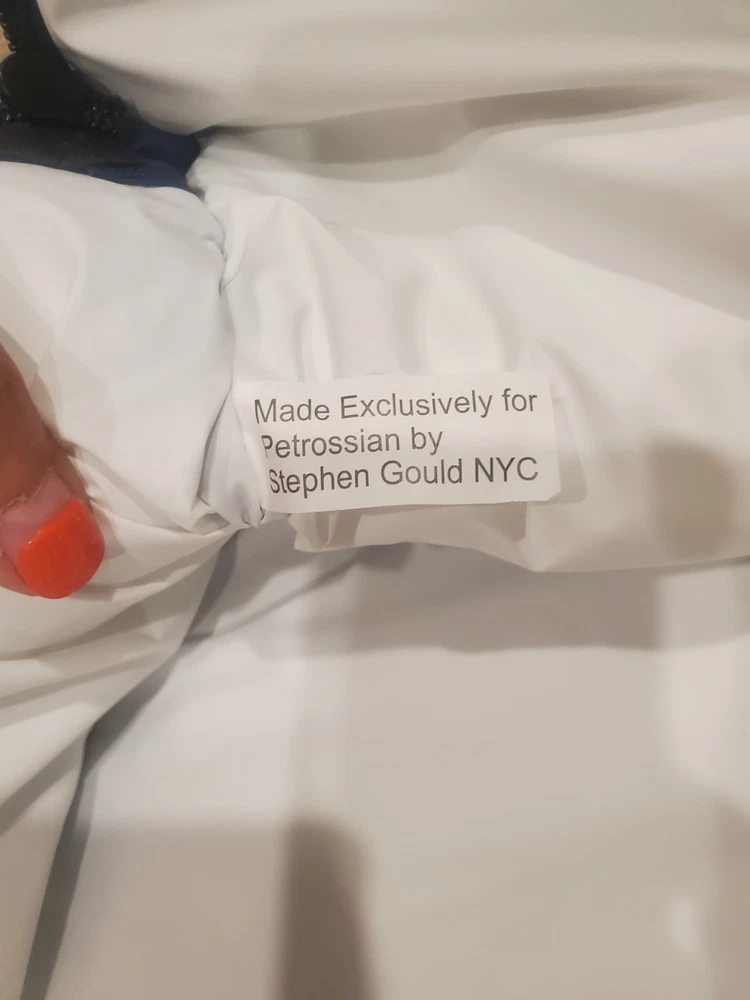 Made Exclusively for
Petrossian by
Stephen Gould NYC